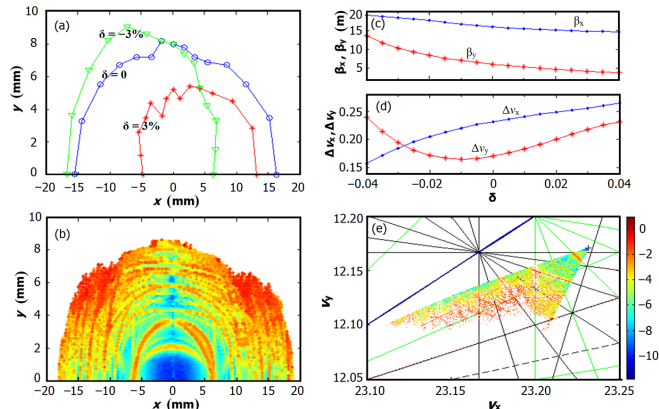 (a)
δ = −3%
δ = 0
δ = 3%
y (mm)
10
8
6
4
2
0
−20 −15 −10 −5 0 5 10 15 20
x (mm)
(c)
βx
βy
βx, βy (m)
20
15
10
5
(d)
Δνx
Δνy
Δνx, Δνy
0.25
0.20
0.15
−0.04 −0.02 0 0.02 0.04
δ
(b)
y (mm)
10
8
6
4
2
0
−20 −15 −10 −5 0 5 10 15 20
x (mm)
(e)
νy
12.20
12.15
12.10
12.05
23.10 23.15 23.20 23.25
νx
0
−2
−4
−6
−8
−10